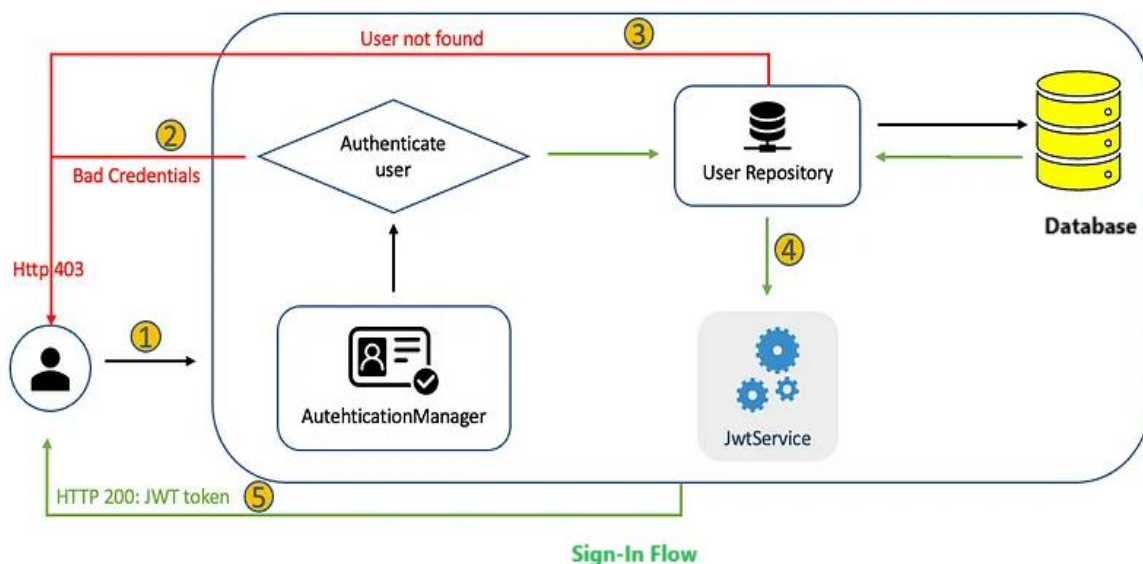 User not found
3
2
Authenticate
user
Bad Credentials
User Repository
Database
4
Http 403
1
AutehticationManager
JwtService
HTTP 200: JWT token
5
Sign-In Flow